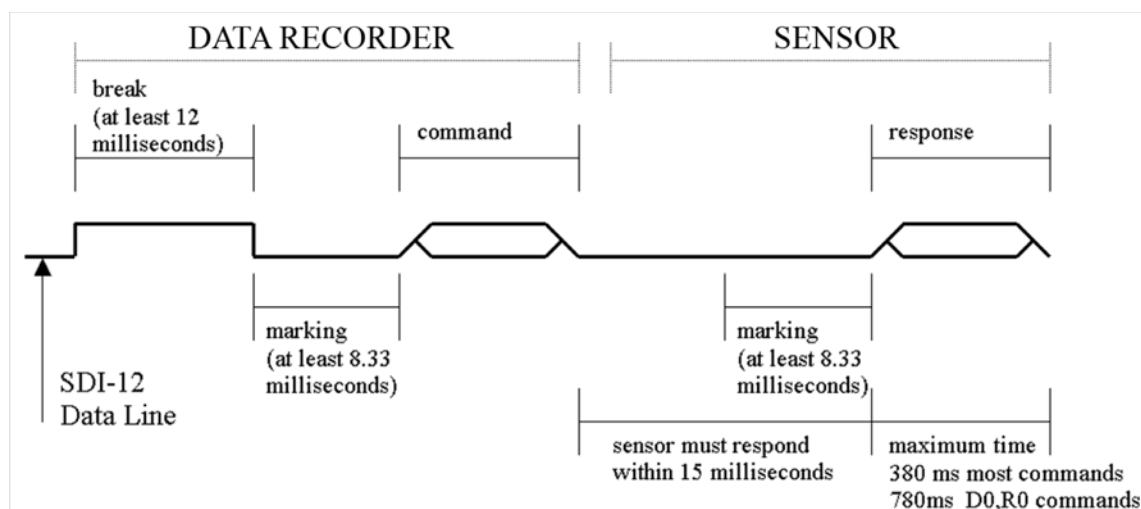 DATA RECORDER
SENSOR
break
(at least 12
milliseconds)
command
response
marking
(at least 8.33
milliseconds)
marking
(at least 8.33
milliseconds)
SDI-12
Data Line
sensor must respond
within 15 milliseconds
maximum time
380 ms most commands
780ms D0,R0 commands